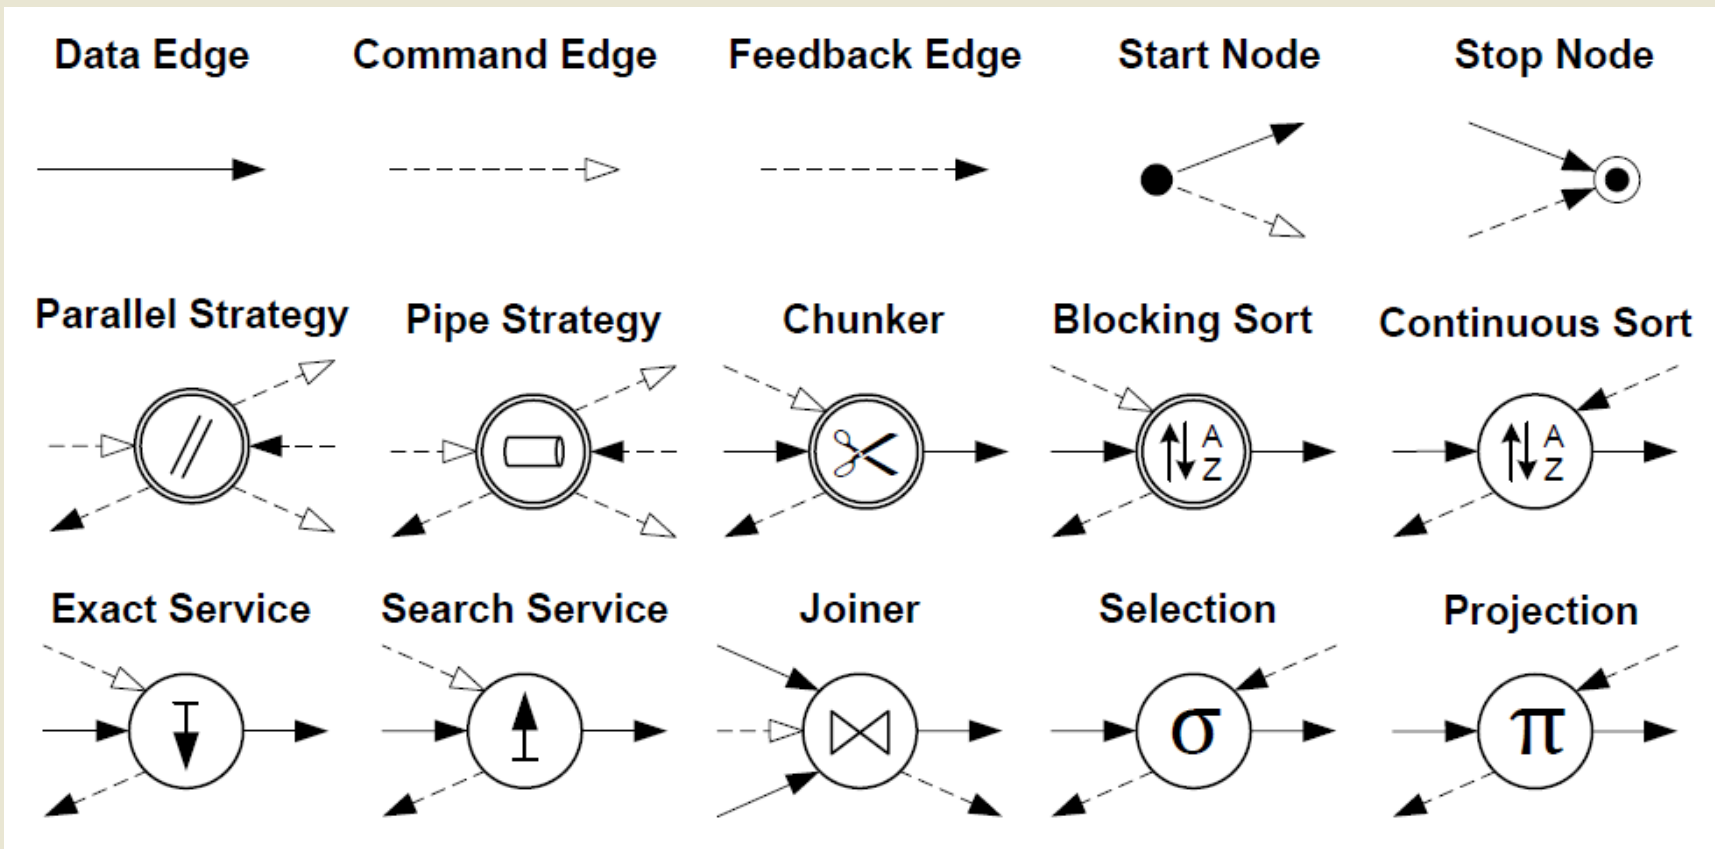 Data Edge Command Edge Feedback Edge Start Node Stop Node
Parallel Strategy Pipe Strategy Chunker Blocking Sort Continuous Sort
A A
Z Z
Exact Service Search Service Joiner Selection Projection
σ π